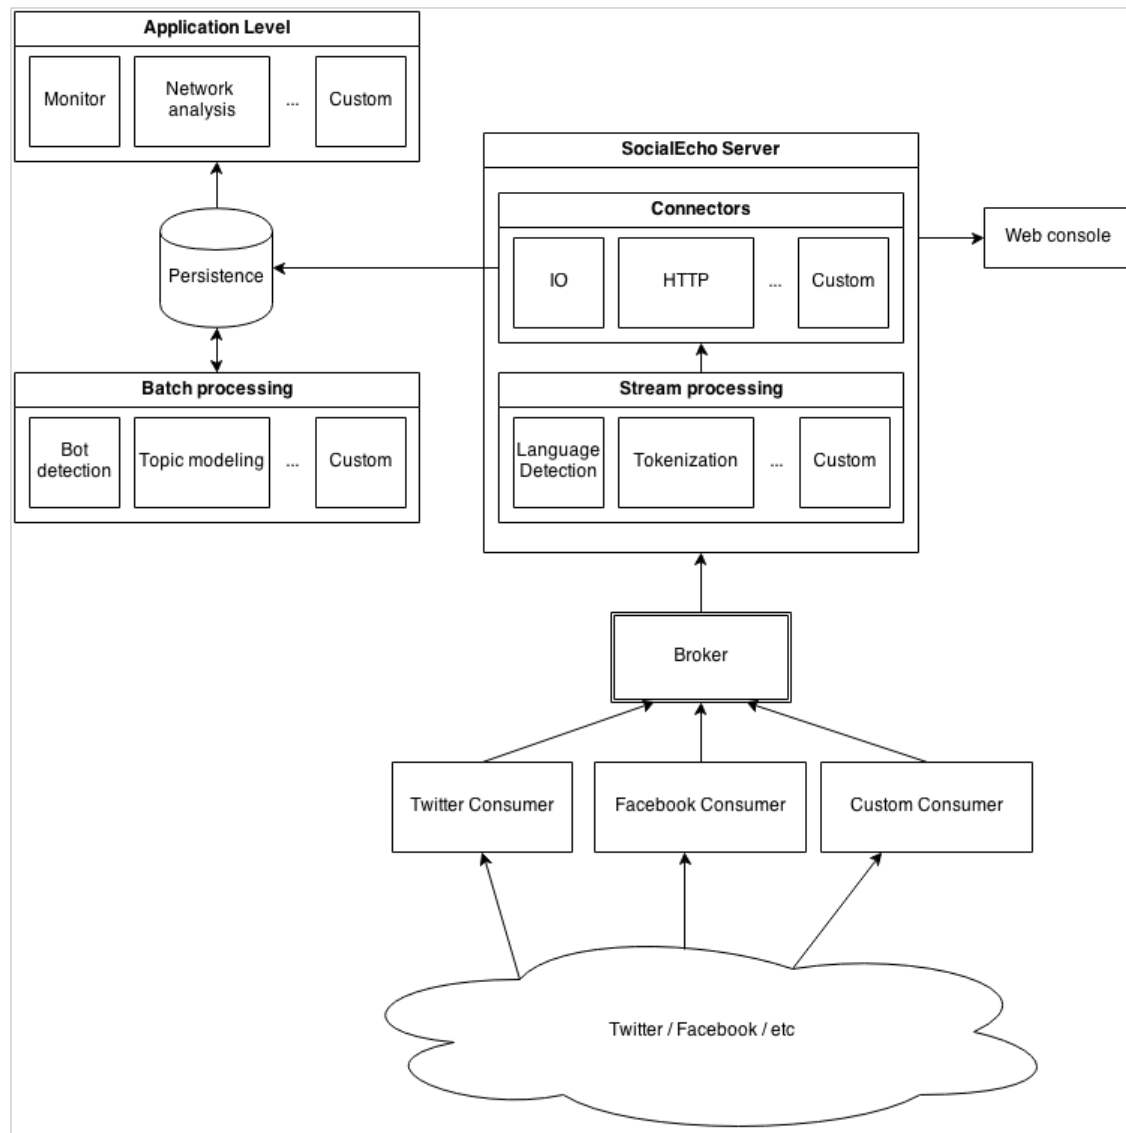 Application Level
Monitor
Network
analysis
...
Custom
SocialEcho Server
Connectors
IO
HTTP
...
Custom
Web console
Persistence
Batch processing
Bot
detection
Topic modeling
...
Custom
Stream processing
Language
Detection
Tokenization
...
Custom
Broker
Twitter Consumer
Facebook Consumer
Custom Consumer
Twitter / Facebook / etc